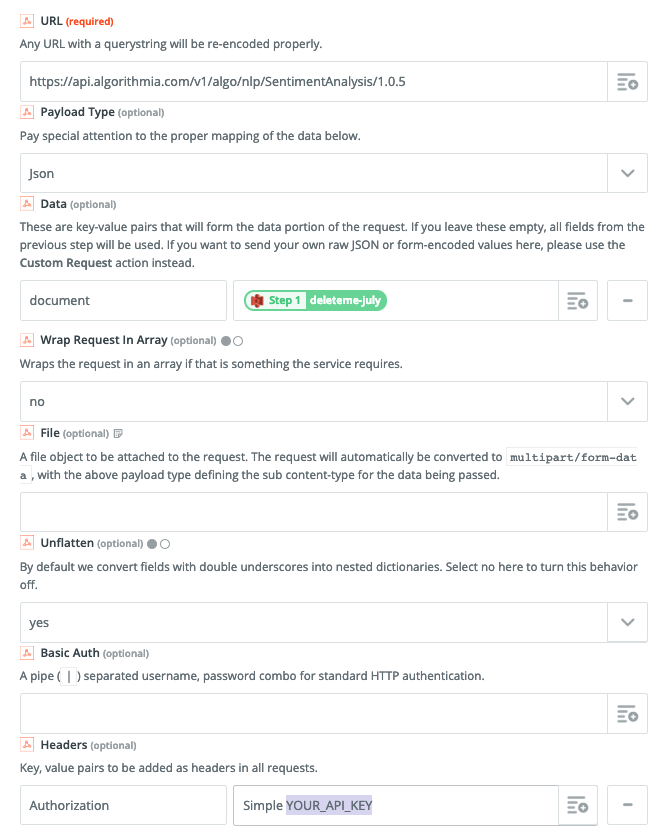 URL (required)
Any URL with a querystring will be re-encoded properly.
https://api.algorithmia.com/v1/algo/nlp/SentimentAnalysis/1.0.5
Payload Type (optional)
Pay special attention to the proper mapping of the data below.
Json
Data (optional)
These are key-value pairs that will form the data portion of the request. If you leave these empty, all fields from the
previous step will be used. If you want to send your own raw JSON or form-encoded values here, please use the
Custom Request action instead.
document
Step 1 deleteme-july
Wrap Request In Array (optional)
Wraps the request in an array if that is something the service requires.
no
File (optional)
A file object to be attached to the request. The request will automatically be converted to multipart/form-dat
a , with the above payload type defining the sub content-type for the data being passed.
Unflatten (optional)
By default we convert fields with double underscores into nested dictionaries. Select no here to turn this behavior
off.
yes
Basic Auth (optional)
A pipe ( | ) separated username, password combo for standard HTTP authentication.
Headers (optional)
Key, value pairs to be added as headers in all requests.
Authorization
Simple YOUR_API_KEY